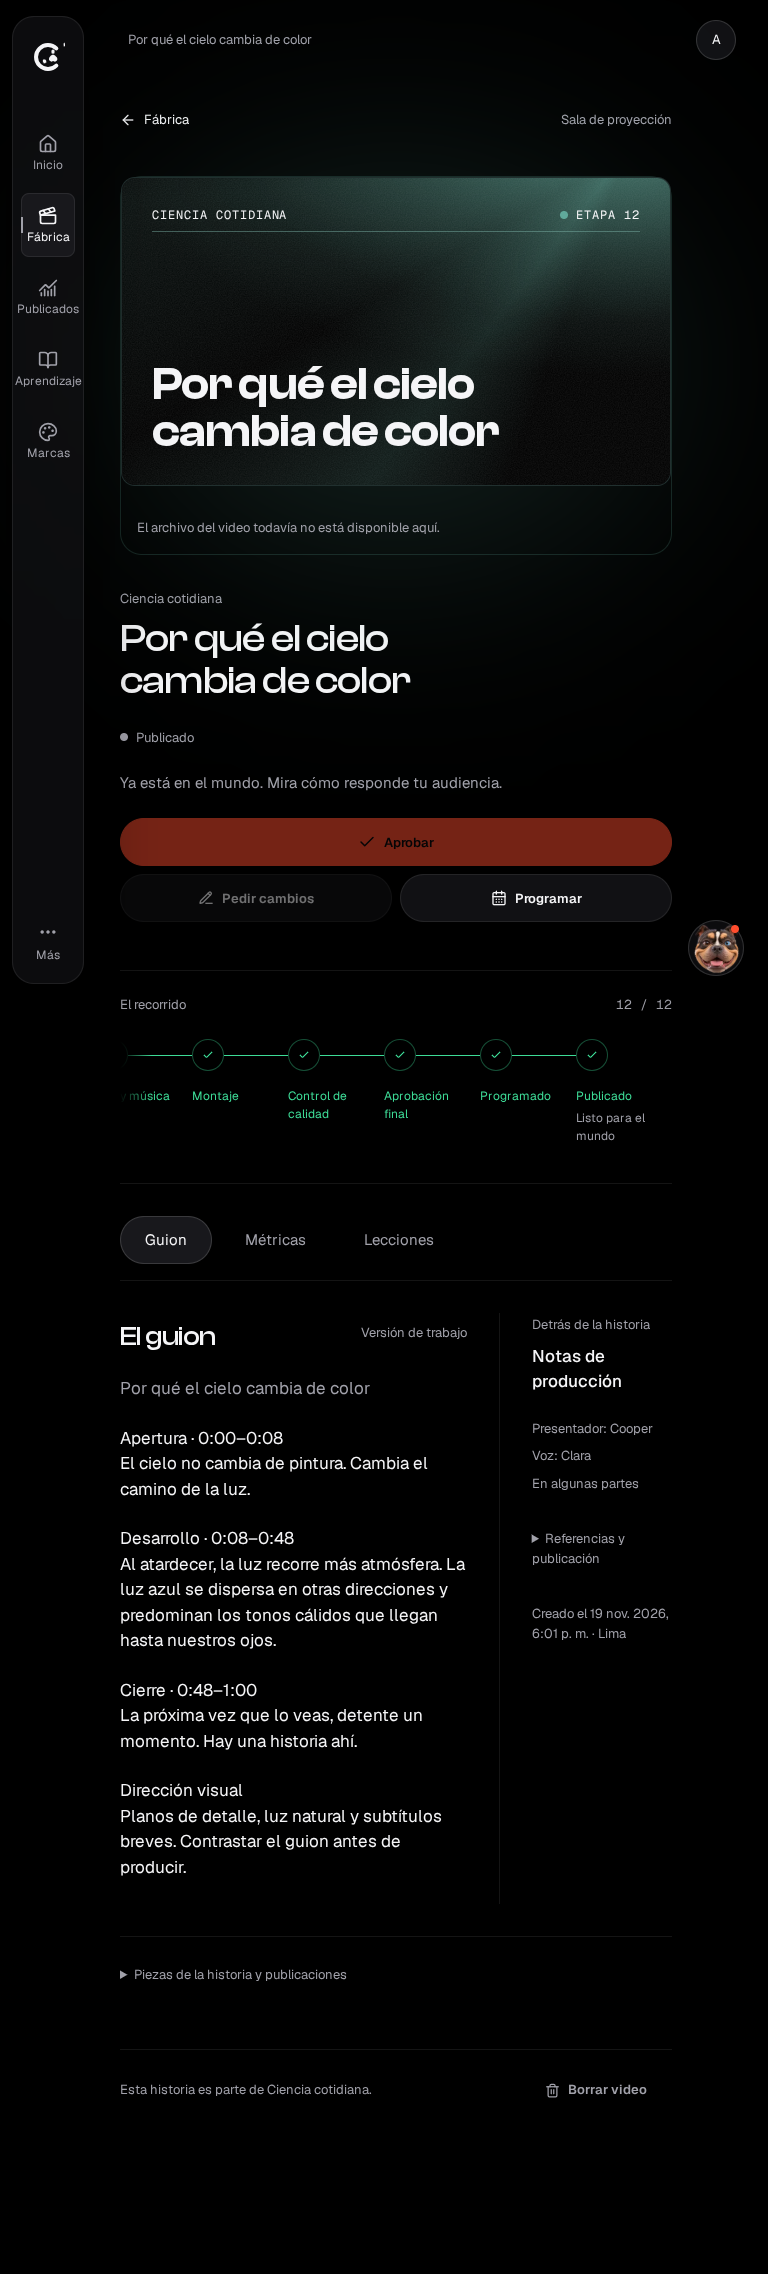 Por qué el cielo cambia de color
A
Inicio
Fábrica
Publicados
Aprendizaje
Marcas
Más
Fábrica
Sala de proyección
CIENCIA COTIDIANA
ETAPA 12
Por qué el cielo
cambia de color
El archivo del video todavía no está disponible aquí.
Ciencia cotidiana
Por qué el cielo
cambia de color
Publicado
Ya está en el mundo. Mira cómo responde tu audiencia.
Aprobar
Pedir cambios
Programar
El recorrido
12 / 12
música
Montaje
Control de
calidad
Aprobación
final
Programado
Publicado
Listo para el
mundo
Guion
Métricas
Lecciones
El guion
Versión de trabajo
Por qué el cielo cambia de color
Apertura · 0:00–0:08
El cielo no cambia de pintura. Cambia el
camino de la luz.
Desarrollo · 0:08–0:48
Al atardecer, la luz recorre más atmósfera. La
luz azul se dispersa en otras direcciones y
predominan los tonos cálidos que llegan
hasta nuestros ojos.
Cierre · 0:48–1:00
La próxima vez que lo veas, detente un
momento. Hay una historia ahí.
Dirección visual
Planos de detalle, luz natural y subtítulos
breves. Contrastar el guion antes de
producir.
Detrás de la historia
Notas de
producción
Presentador: Cooper
Voz: Clara
En algunas partes
Referencias y
publicación
Creado el 19 nov. 2026,
6:01 p. m. · Lima
Piezas de la historia y publicaciones
Esta historia es parte de Ciencia cotidiana.
Borrar video